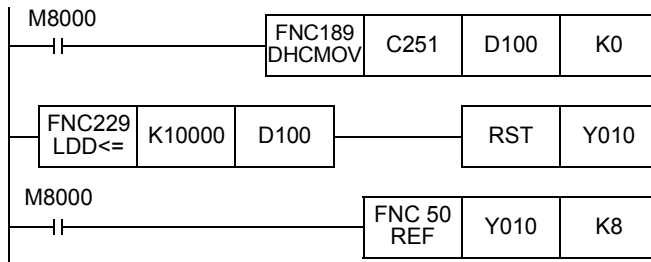 M8000
FNC189
DHCMOV
C251
D100
K0
FNC229
LDD<=
K10000
D100
RST
Y010
M8000
FNC 50
REF
Y010
K8